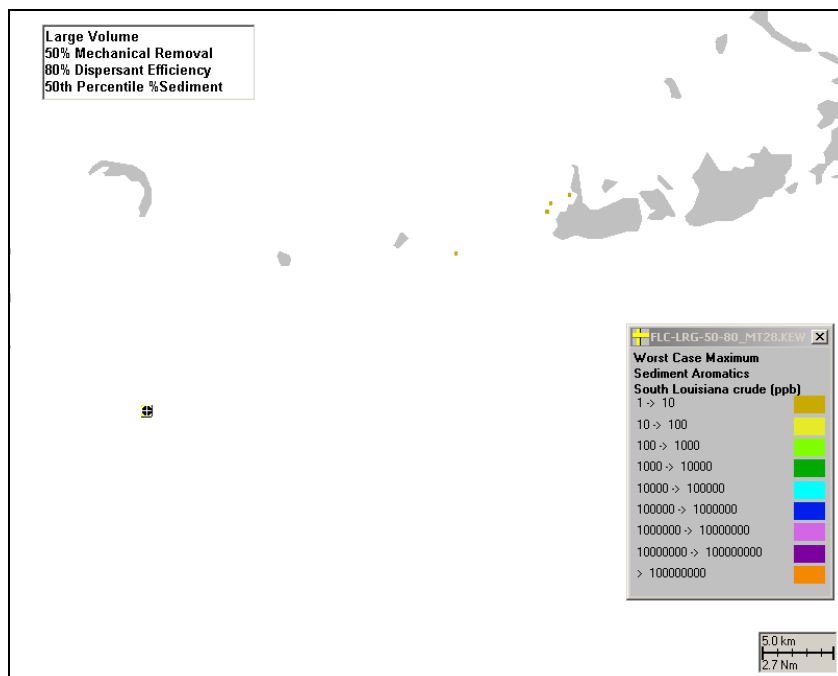 Large Volume
50% Mechanical Removal
80% Dispersant Efficiency
50th Percentile %Sediment
FLC-LRG-50-80_MT28.KEW
Worst Case Maximum
Sediment Aromatics
South Louisiana crude (ppb)
1 -> 10
10 -> 100
100 -> 1000
1000 -> 10000
10000 -> 100000
100000 -> 1000000
1000000 -> 10000000
10000000 -> 100000000
> 100000000
5.0 km
2.7 Nm